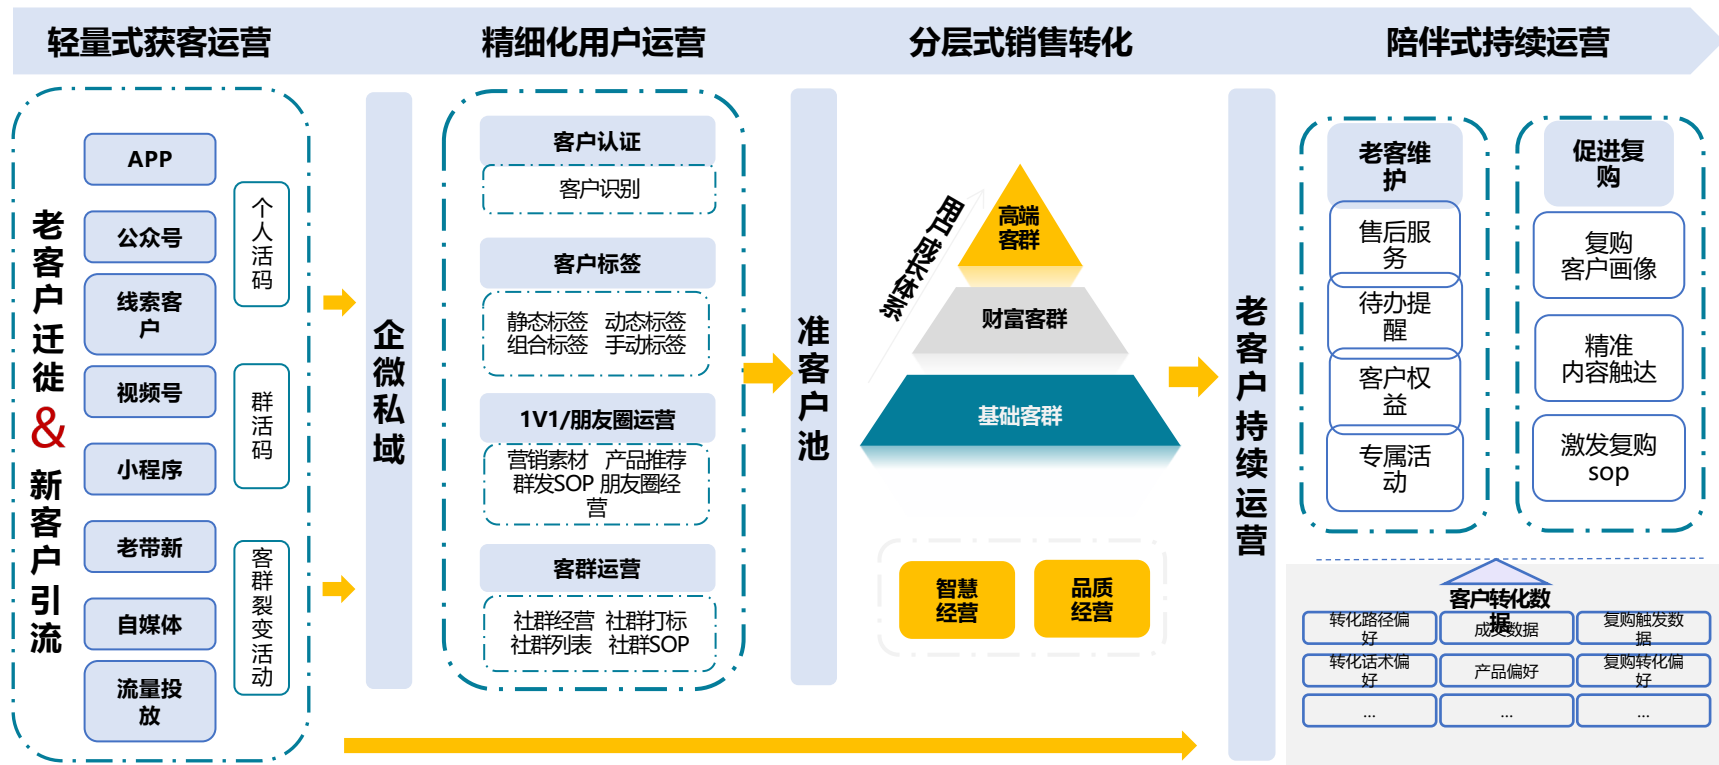 轻量式获客运营
精细化用户运营
分层式销售转化
陪伴式持续运营
老客户迁徙
&
新客户引流
APP
公众号
线索客
户
视频号
小程序
老带新
自媒体
流量投
放
个人活码
群活码
客群裂变活动
企微私域
客户认证
客户识别
客户标签
静态标签 动态标签
组合标签 手动标签
1V1/朋友圈运营
营销素材 产品推荐
群发SOP 朋友圈经
营
客群运营
社群经营 社群打标
社群列表 社群SOP
准客户池
用户成长体系
高端
客群
财富客群
基础客群
智慧
经营
品质
经营
老客户持续运营
老客维
护
售后服
务
待办提
醒
客户权
益
专属活
动
促进复
购
复购
客户画像
精准
内容触达
激发复购
sop
客户转化数
据
转化路径偏
好
成交数据
复购触发数
据
转化话术偏
好
产品偏好
复购转化偏
好
...
...
...